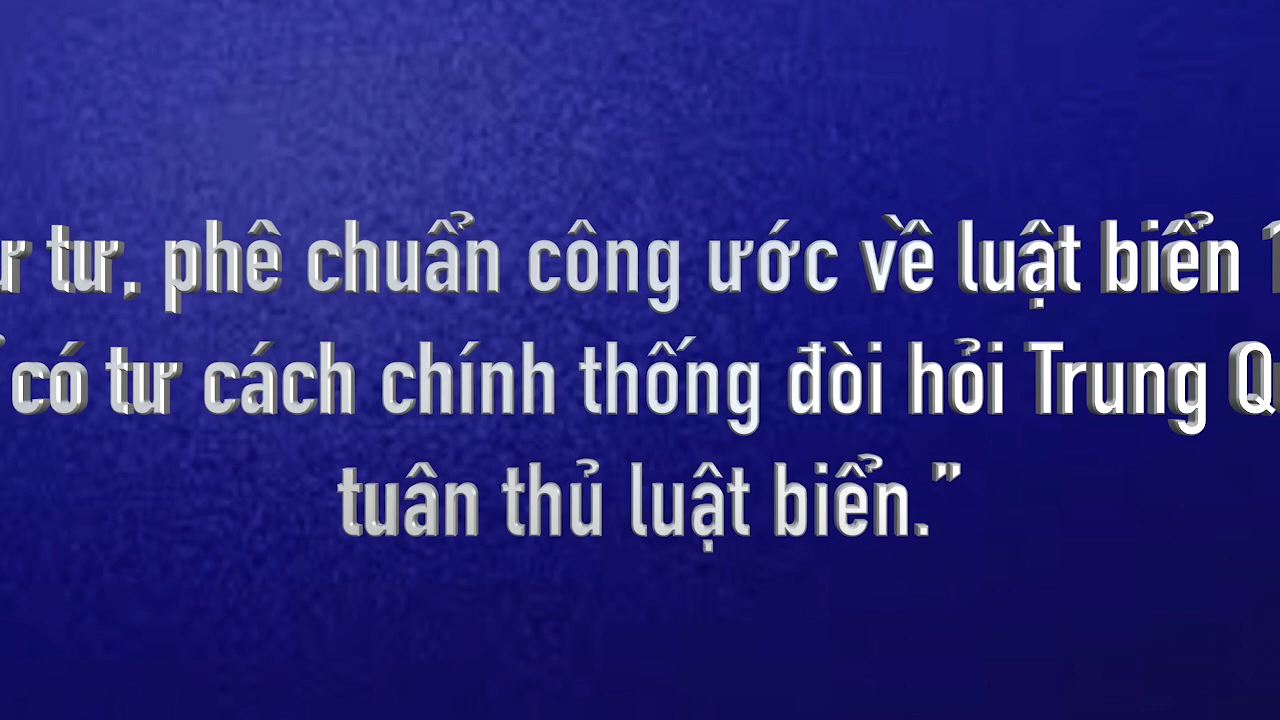 tư, phê chuẩn công ước về luật biển
có tư cách chính thống đòi hỏi Trung
tuân thủ luật biển.”